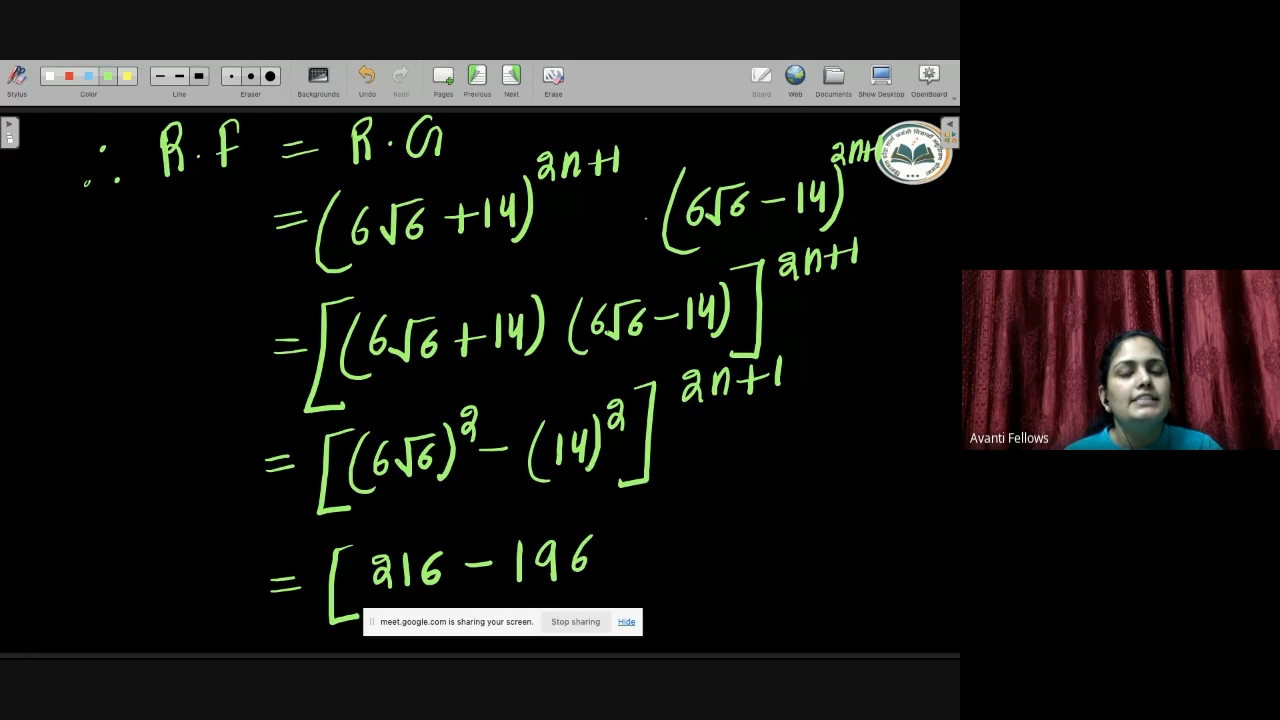 Stylus Color Line Eraser Backgrounds Undo Redo Pages Previous Next Erase Board Web Documents Show Desktop OpenBoard
∴ R.F = R.G
= (6√6 +14)^2n+1 (6√6 − 14)^2n+1
= [(6√6 +14) (6√6 − 14)]^2n+1
= [(6√6)^2 − (14)^2]^2n+1
= [ 216 − 196
meet.google.com is sharing your screen. Stop sharing Hide
Avanti Fellows